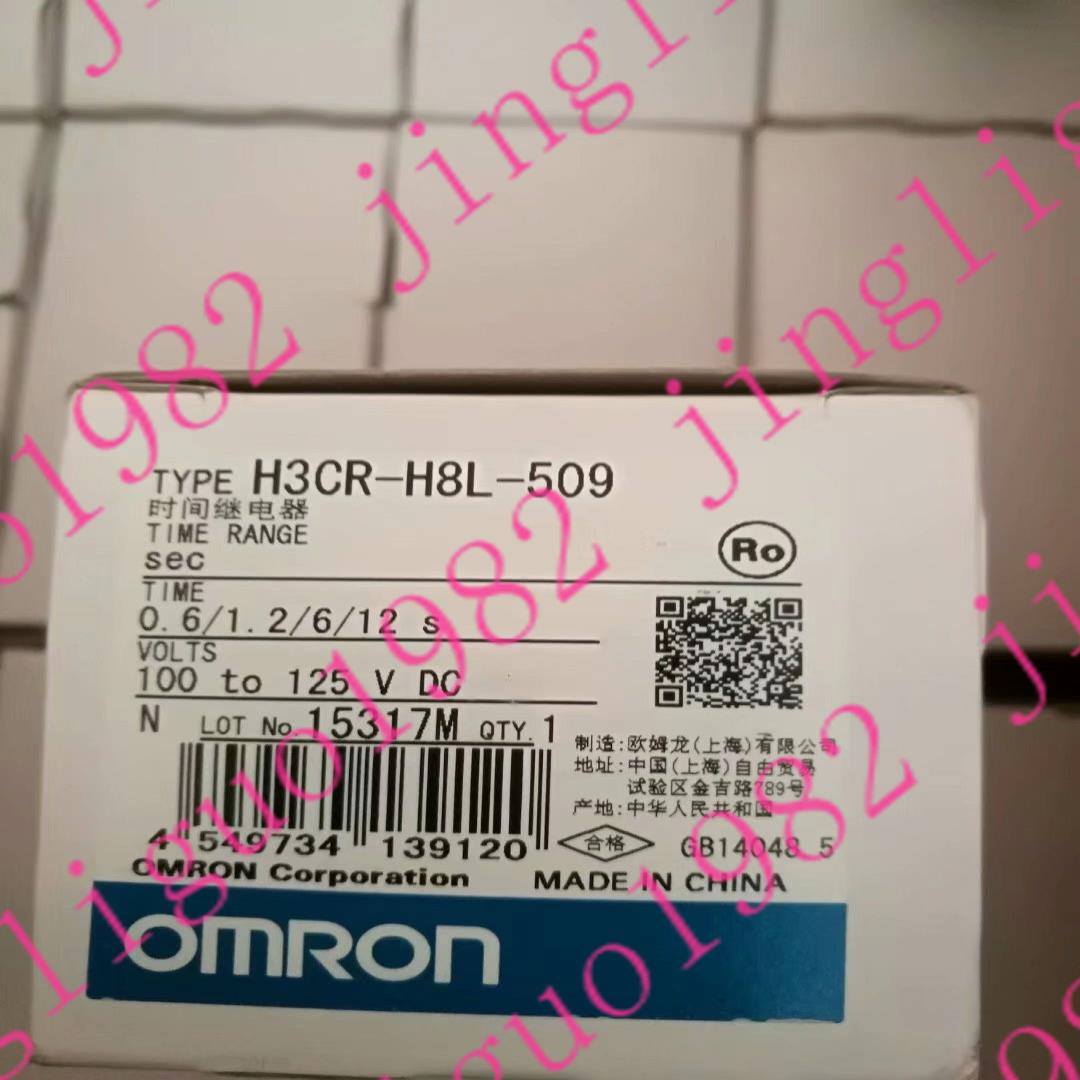 TYPE H3CR-H8L-509
时间继电器
TIME RANGE
sec
Ro
TIME
0.6/1.2/6/12 s
VOLTS
100 to 125 V DC
N LOT No. 15317M QTY. 1
制造:欧姆龙(上海)有限公司
地址:中国(上海)自由贸易
试验区金吉路789号
产地:中华人民共和国
4 549734 139120
合格 GB14048.5
OMRON Corporation MADE IN CHINA
OMRON
jingliguo1982
jingliguo1982